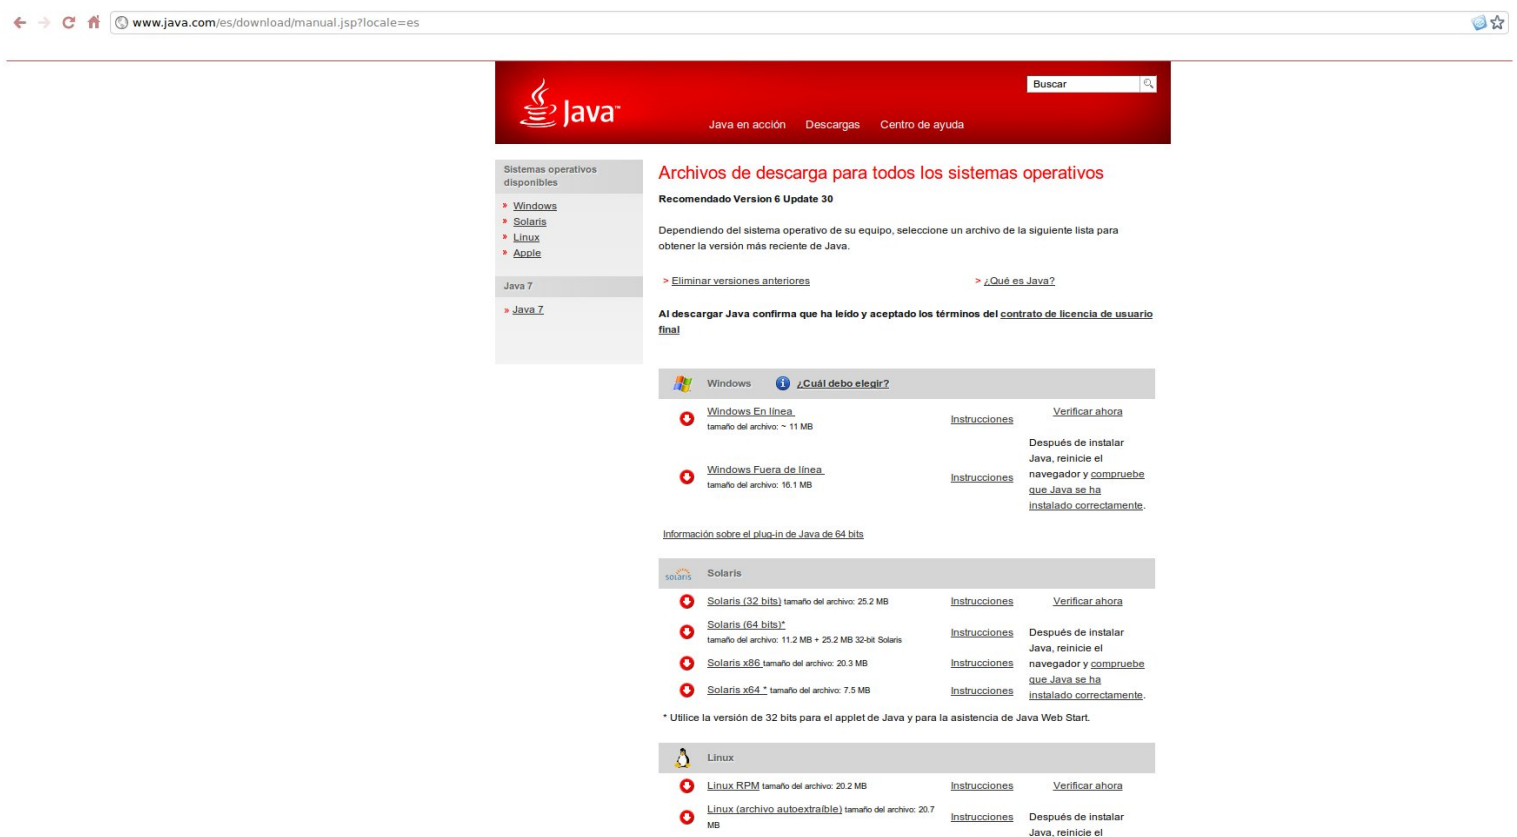 www.java.com/es/download/manual.jsp?locale=es
Java™
Buscar
Java en acción Descargas Centro de ayuda
Sistemas operativos
disponibles
» Windows
» Solaris
» Linux
» Apple
Java 7
» Java 7
Archivos de descarga para todos los sistemas operativos
Recomendado Version 6 Update 30
Dependiendo del sistema operativo de su equipo, seleccione un archivo de la siguiente lista para
obtener la versión más reciente de Java.
> Eliminar versiones anteriores
> ¿Qué es Java?
Al descargar Java confirma que ha leído y aceptado los términos del contrato de licencia de usuario
final
Windows ¿Cuál debo elegir?
Windows En línea
tamaño del archivo: ~ 11 MB
Instrucciones
Verificar ahora
Windows Fuera de línea
tamaño del archivo: 16.1 MB
Instrucciones
Después de instalar
Java, reinicie el
navegador y compruebe
que Java se ha
instalado correctamente.
Información sobre el plug-in de Java de 64 bits
solaris Solaris
Solaris (32 bits) tamaño del archivo: 25.2 MB
Instrucciones
Verificar ahora
Solaris (64 bits)*
tamaño del archivo: 11.2 MB + 25.2 MB 32-bit Solaris
Instrucciones
Solaris x86 tamaño del archivo: 20.3 MB
Instrucciones
Solaris x64 * tamaño del archivo: 7.5 MB
Instrucciones
Después de instalar
Java, reinicie el
navegador y compruebe
que Java se ha
instalado correctamente.
* Utilice la versión de 32 bits para el applet de Java y para la asistencia de Java Web Start.
Linux
Linux RPM tamaño del archivo: 20.2 MB
Instrucciones
Verificar ahora
Linux (archivo autoextraíble) tamaño del archivo: 20.7
MB
Instrucciones
Después de instalar
Java, reinicie el